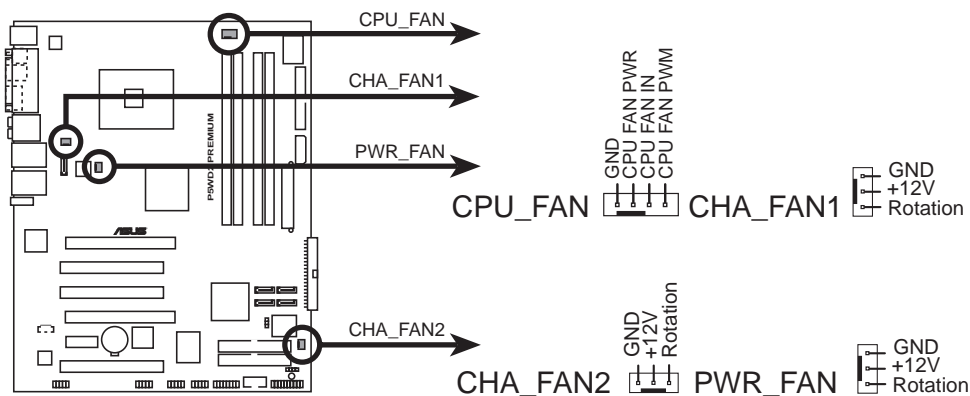 CPU_FAN
CHA_FAN1
PWR_FAN
CHA_FAN2
P5WD2 PREMIUM
/SUS
GND
CPU FAN PWR
CPU FAN IN
CPU FAN PWM
CPU_FAN
CHA_FAN1
GND
+12V
Rotation
GND
+12V
Rotation
CHA_FAN2
PWR_FAN
GND
+12V
Rotation